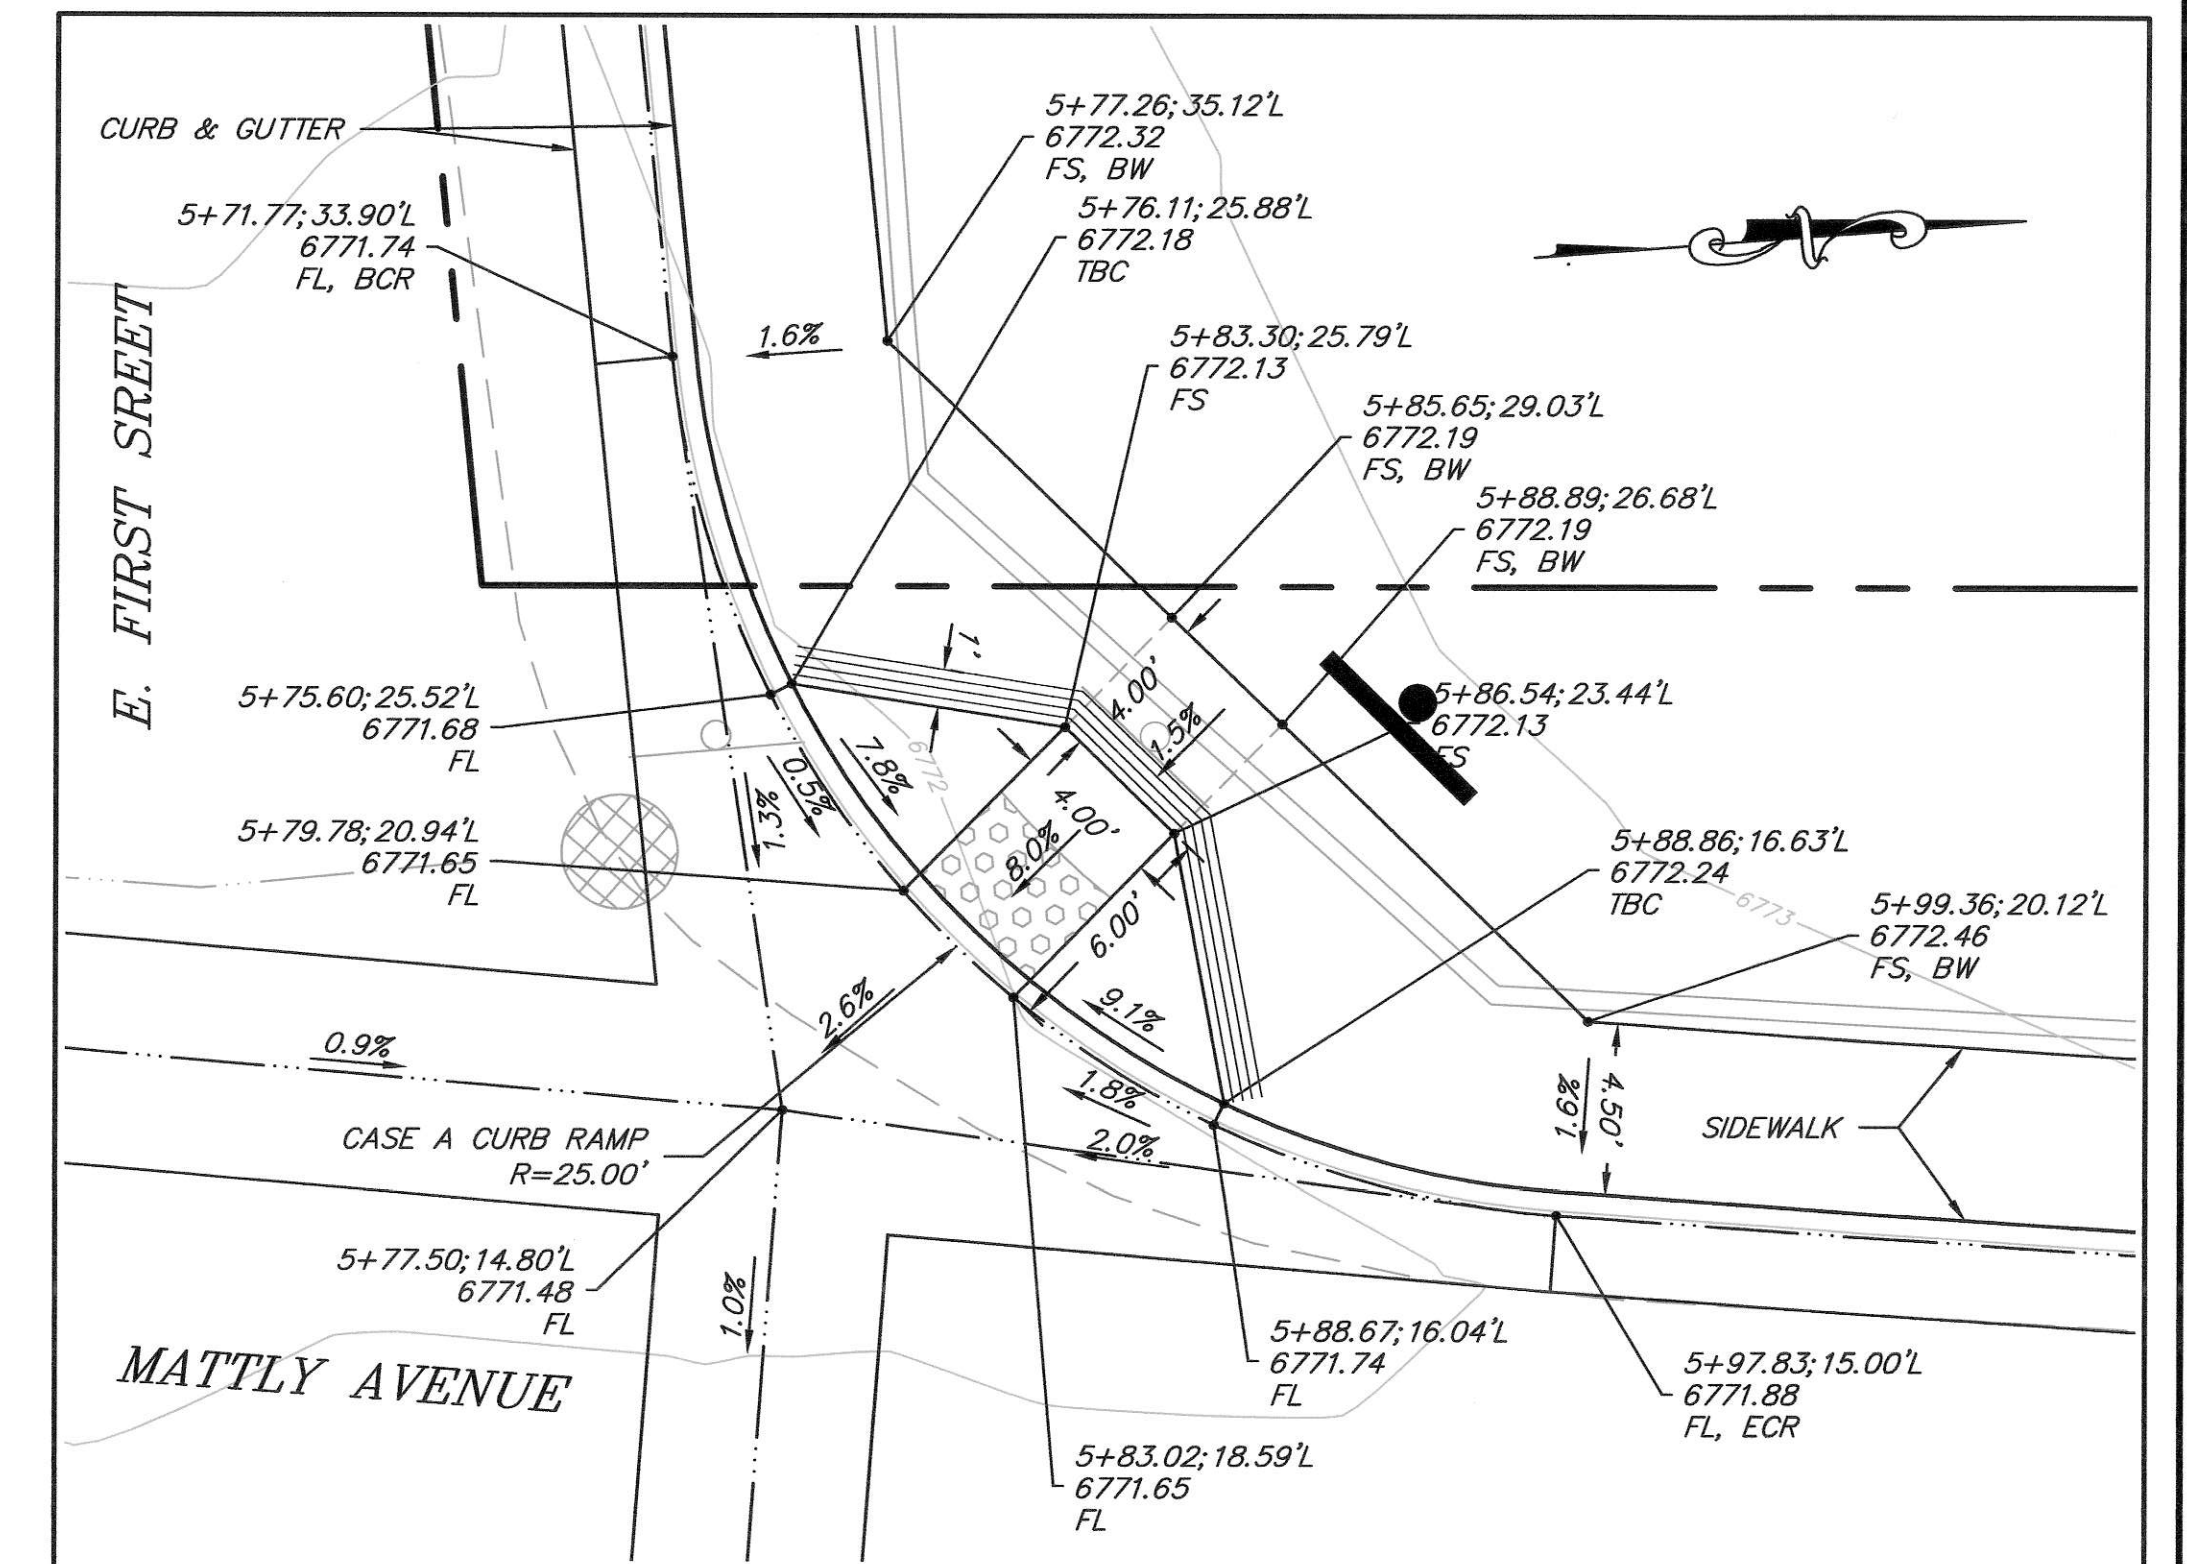 5+77.26; 35.12'L
6772.32
FS, BW
CURB & GUTTER
5+76.11; 25.88'L
6772.18
TBC
5+71.77; 33.90'L
6771.74
FL, BCR
N
1.6%
5+83.30; 25.79'L
6772.13
FS
5+85.65; 29.03'L
6772.19
FS, BW
5+88.89; 26.68'L
6772.19
FS, BW
E. FIRST SREET
1'
4.00'
1.5%
5+86.54; 23.44'L
6772.13
FS
5+75.60; 25.52'L
6771.68
FL
7.8%
6772
0.5%
1.3%
4.00'
8.0%
5+79.78; 20.94'L
6771.65
FL
5+88.86; 16.63'L
6772.24
TBC
6773
5+99.36; 20.12'L
6772.46
FS, BW
6.00'
2.6%
9.1%
0.9%
1.8%
2.0%
1.6%
4.50'
SIDEWALK
CASE A CURB RAMP
R=25.00'
5+77.50; 14.80'L
6771.48
FL
1.0%
5+88.67; 16.04'L
6771.74
FL
5+97.83; 15.00'L
6771.88
FL, ECR
MATTLY AVENUE
5+83.02; 18.59'L
6771.65
FL